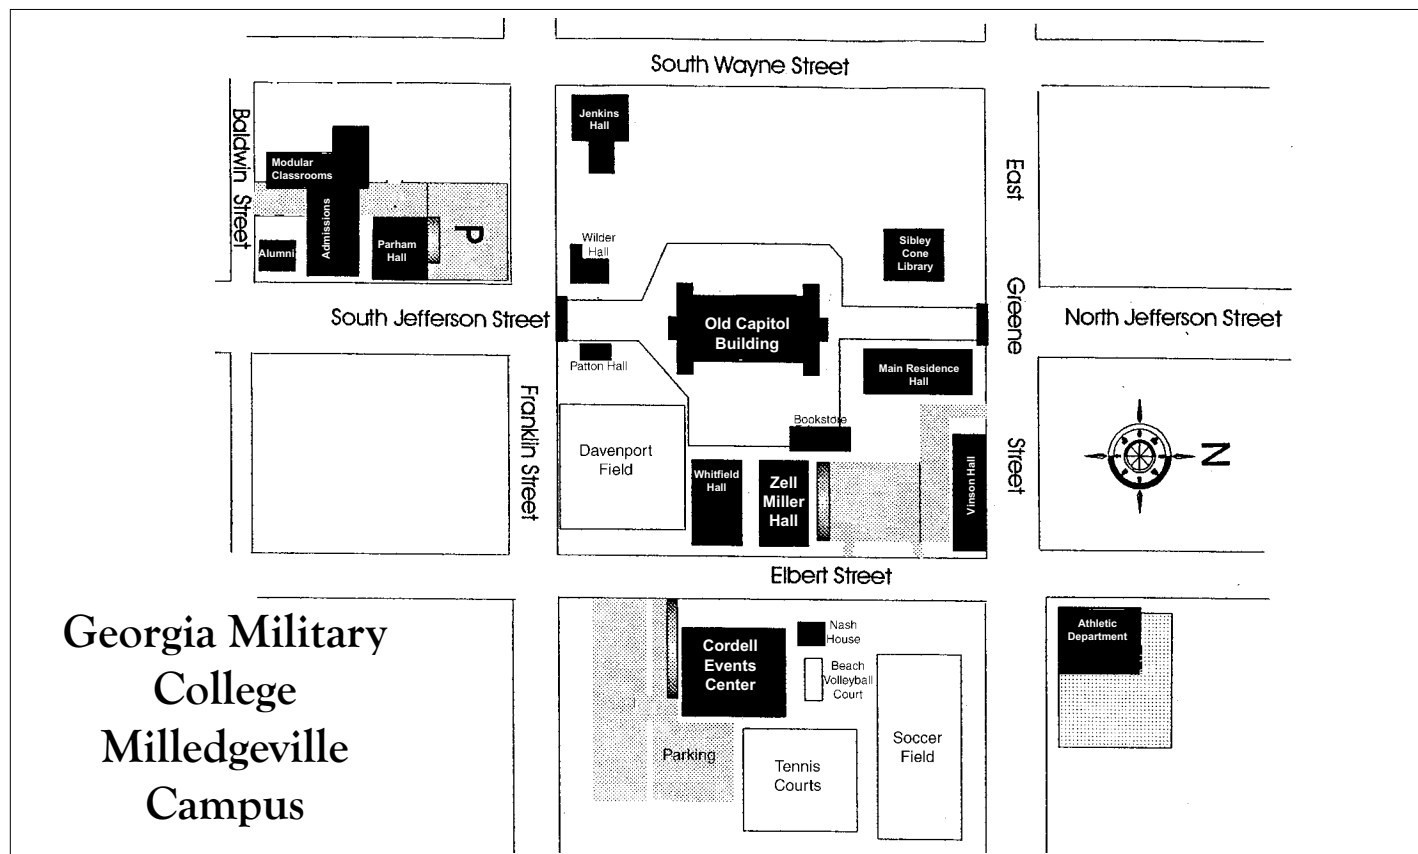 South Wayne Street
Baldwin Street
Jenkins
Hall
Modular
Classrooms
Admissions
Alumni
Parham
Hall
P
Wilder
Hall
Sibley
Cone
Library
East Greene Street
South Jefferson Street
Old Capitol
Building
North Jefferson Street
Patton Hall
Main Residence
Hall
Franklin Street
Davenport
Field
Bookstore
Whitfield
Hall
Zell
Miller
Hall
Vinson Hall
N
Elbert Street
Georgia Military
College
Milledgeville
Campus
Cordell
Events
Center
Nash
House
Beach
Volleyball
Court
Athletic
Department
Parking
Tennis
Courts
Soccer
Field